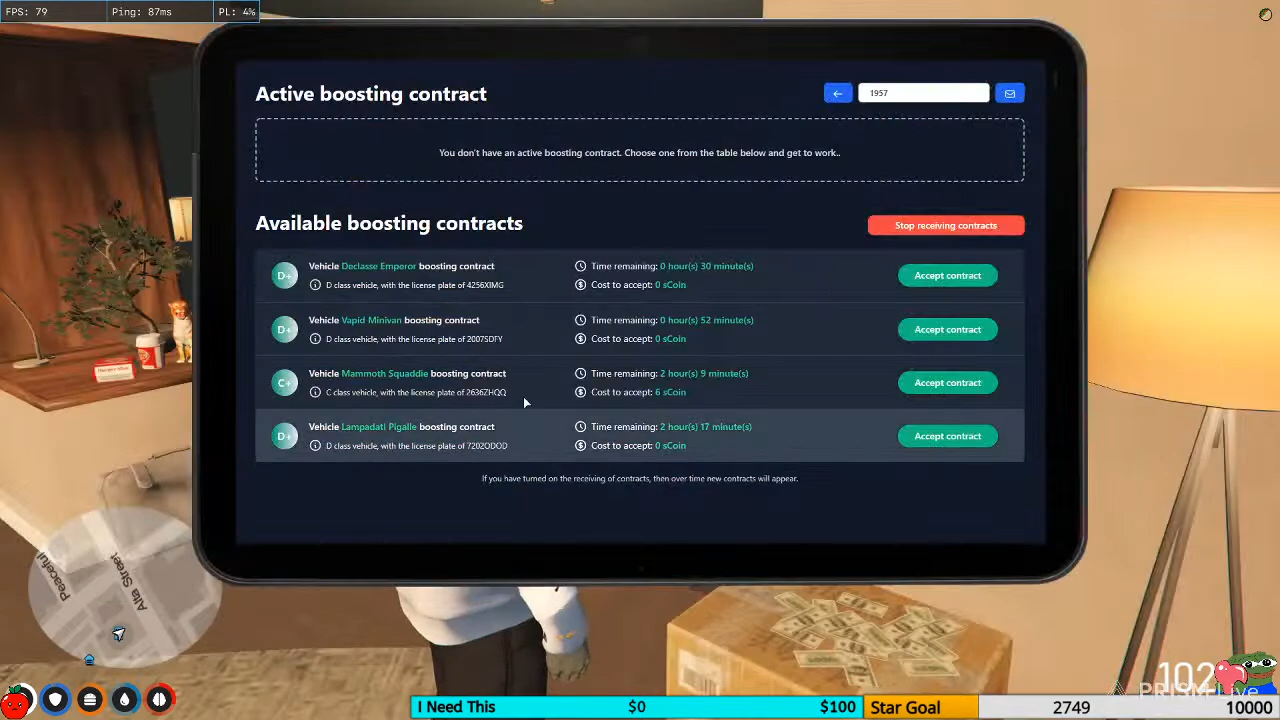 FPS: 79 Ping: 87ms PL: 4%
Active boosting contract
1957
You don't have an active boosting contract. Choose one from the table below and get to work..
Available boosting contracts
Stop receiving contracts
D+
Vehicle Declasse Emperor boosting contract
D class vehicle, with the license plate of 4256XIMG
Time remaining: 0 hour(s) 30 minute(s)
Cost to accept: 0 sCoin
Accept contract
D+
Vehicle Vapid Minivan boosting contract
D class vehicle, with the license plate of 2007SDFY
Time remaining: 0 hour(s) 52 minute(s)
Cost to accept: 0 sCoin
Accept contract
C+
Vehicle Mammoth Squaddie boosting contract
C class vehicle, with the license plate of 2636ZHQQ
Time remaining: 2 hour(s) 9 minute(s)
Cost to accept: 6 sCoin
Accept contract
D+
Vehicle Lampadati Pigalle boosting contract
D class vehicle, with the license plate of 7202ODOD
Time remaining: 2 hour(s) 17 minute(s)
Cost to accept: 0 sCoin
Accept contract
If you have turned on the receiving of contracts, then over time new contracts will appear.
Peaceful
Alta Street
102
PRISM Live
I Need This $0 $100 Star Goal 2749 10000